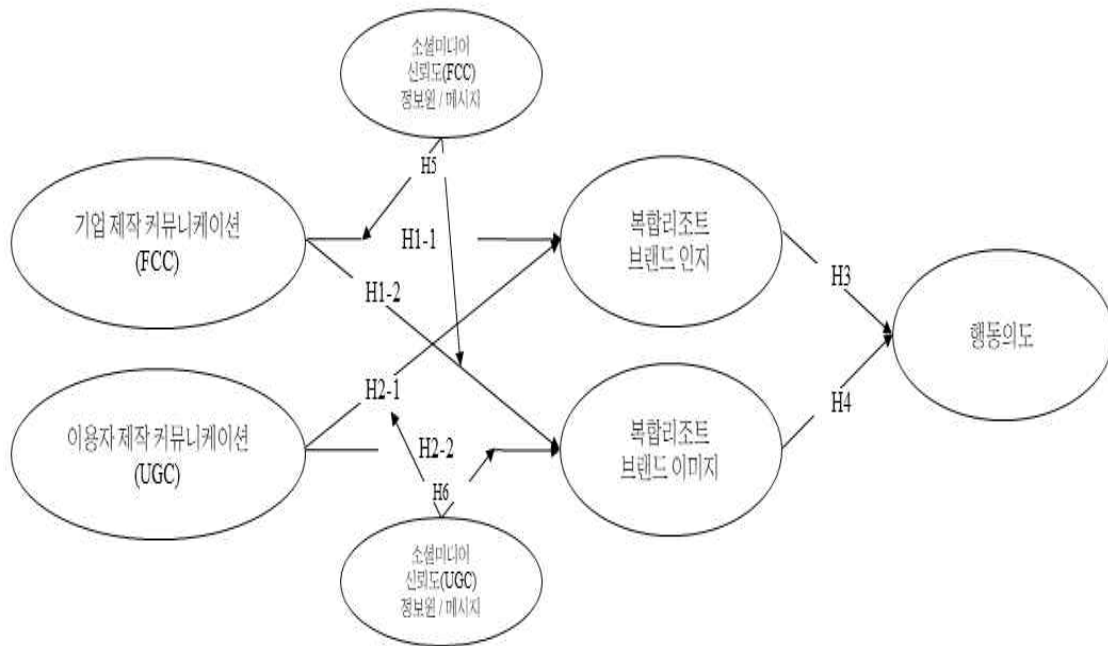 소셜미디어
신뢰도(FCC)
정보원 / 메시지
H5
기업 제작 커뮤니케이션
(FCC)
H1-1
복합리조트
브랜드 인지
H1-2
H3
행동의도
H2-1
H4
이용자 제작 커뮤니케이션
(UGC)
H2-2
복합리조트
브랜드 이미지
H6
소셜미디어
신뢰도(UGC)
정보원 / 메시지